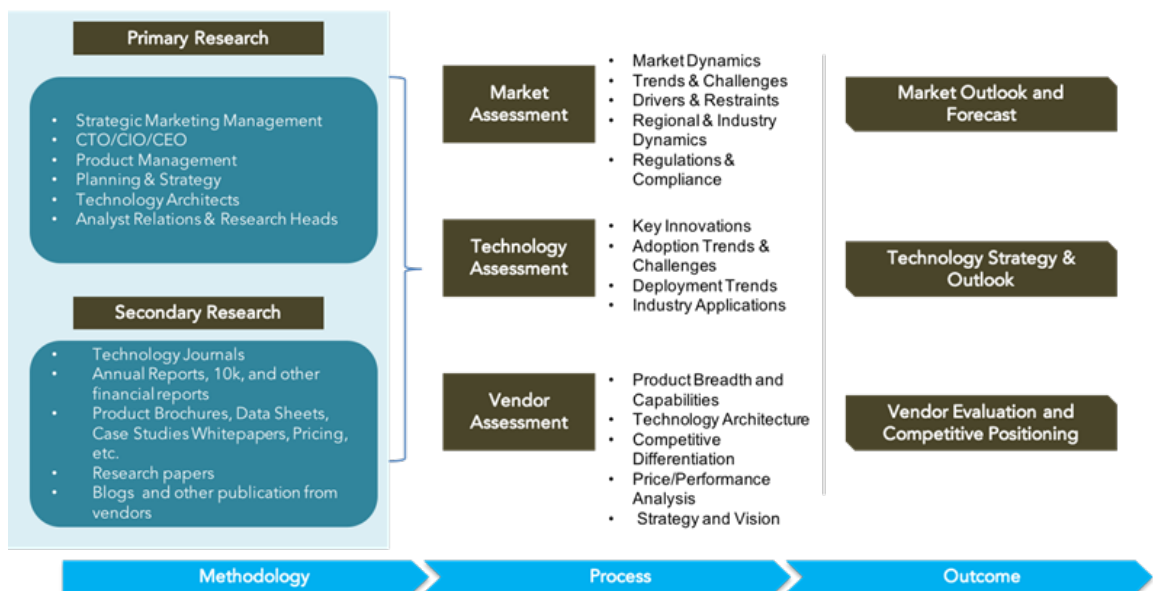 Primary Research
• Strategic Marketing Management
• CTO/CIO/CEO
• Product Management
• Planning & Strategy
• Technology Architects
• Analyst Relations & Research Heads
Secondary Research
• Technology Journals
• Annual Reports, 10k, and other
financial reports
• Product Brochures, Data Sheets,
Case Studies Whitepapers, Pricing,
etc.
• Research papers
• Blogs and other publication from
vendors
Market
Assessment
• Market Dynamics
• Trends & Challenges
• Drivers & Restraints
• Regional & Industry
Dynamics
• Regulations &
Compliance
Technology
Assessment
• Key Innovations
• Adoption Trends &
Challenges
• Deployment Trends
• Industry Applications
Vendor
Assessment
• Product Breadth and
Capabilities
• Technology Architecture
• Competitive
Differentiation
• Price/Performance
Analysis
• Strategy and Vision
Market Outlook and
Forecast
Technology Strategy &
Outlook
Vendor Evaluation and
Competitive Positioning
Methodology
Process
Outcome